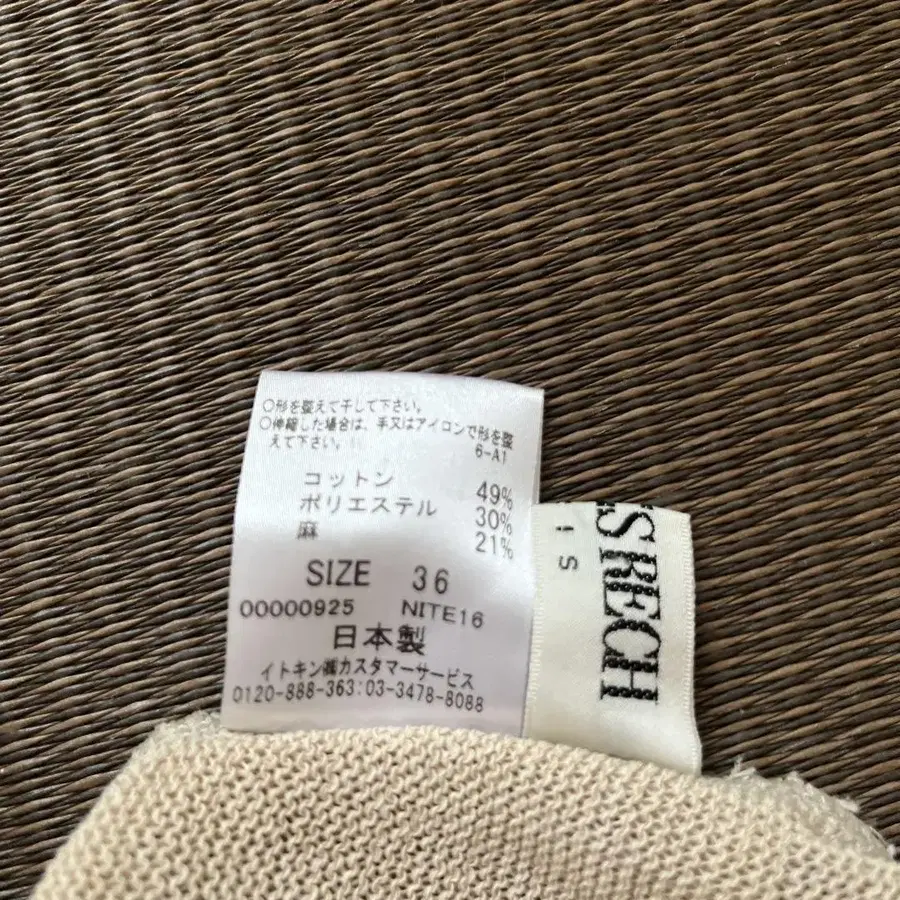 ○形を整えて干して下さい。
○伸縮した場合は、手又はアイロンで形を整
えて下さい。
6-A1
コットン 49%
ポリエステル 30%
麻 21%
SIZE 36
00000925 NITE16
日本製
イトキン㈱カスタマーサービス
0120-888-363:03-3478-8088
ES RECH
i s